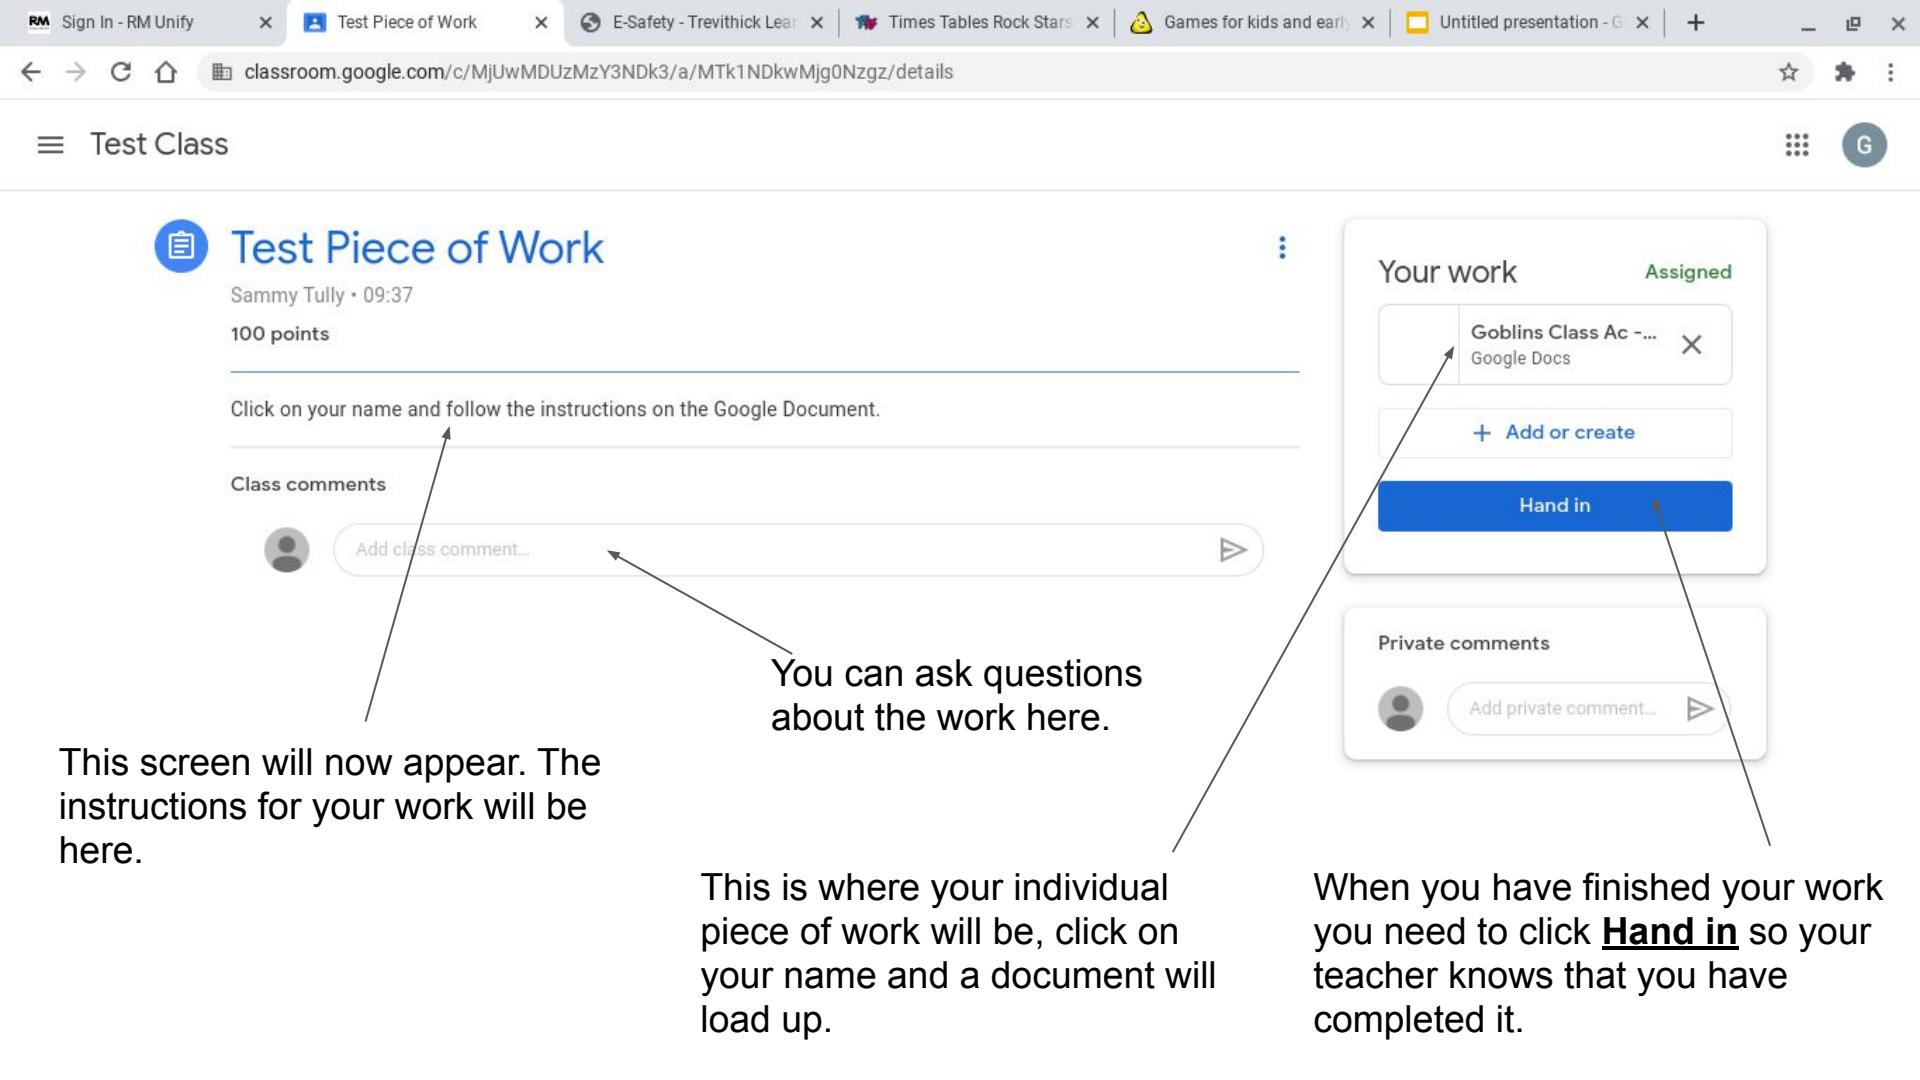 RM Sign In - RM Unify
Test Piece of Work
E-Safety - Trevithick Lear
Times Tables Rock Stars
Games for kids and early
Untitled presentation - G
classroom.google.com/c/MjUwMDUzMzY3NDk3/a/MTk1NDkwMjg0Nzgz/details
Test Class
G
Test Piece of Work
Sammy Tully • 09:37
100 points
Click on your name and follow the instructions on the Google Document.
Class comments
Add class comment...
Your work
Assigned
Goblins Class Ac -...
Google Docs
+ Add or create
Hand in
Private comments
Add private comment...
You can ask questions
about the work here.
This screen will now appear. The
instructions for your work will be
here.
This is where your individual
piece of work will be, click on
your name and a document will
load up.
When you have finished your work
you need to click Hand in so your
teacher knows that you have
completed it.